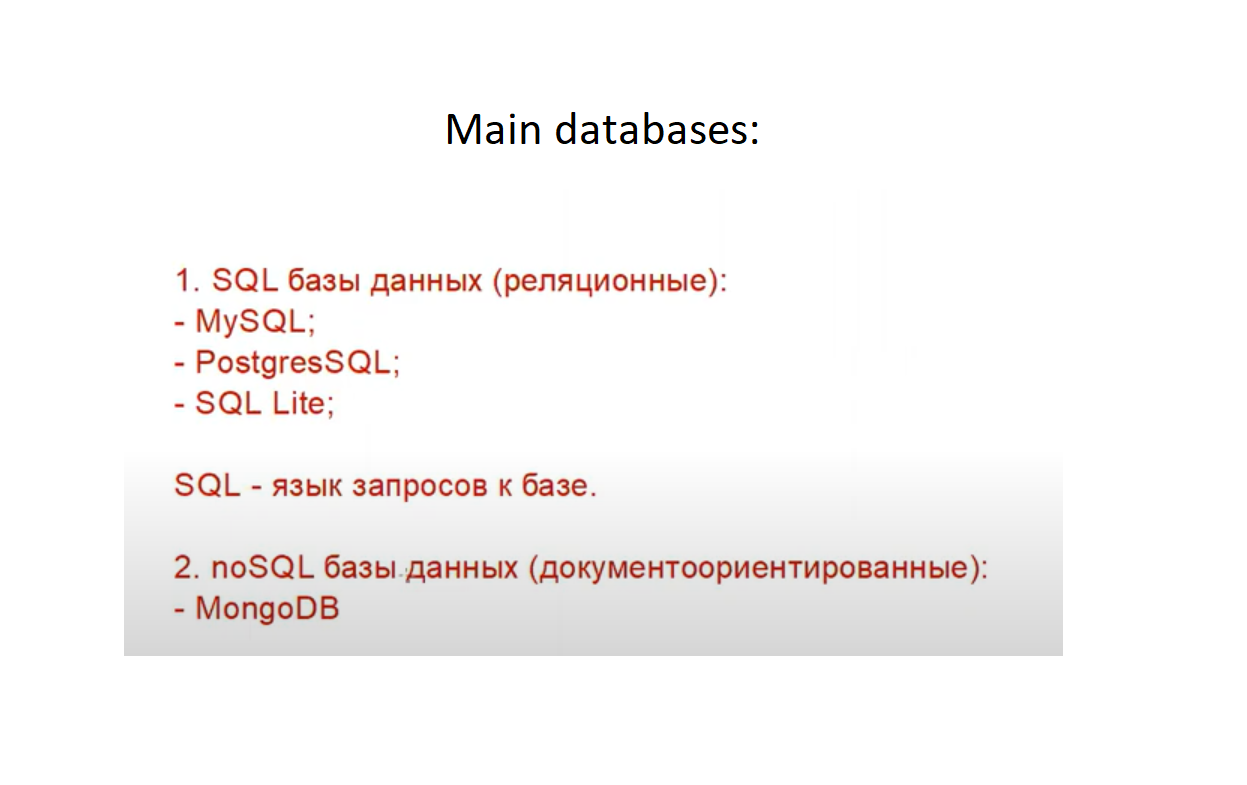 Main databases:
1. SQL базы данных (реляционные):
- MySQL;
- PostgresSQL;
- SQL Lite;
SQL - язык запросов к базе.
2. noSQL базы данных (документоориентированные):
- MongoDB